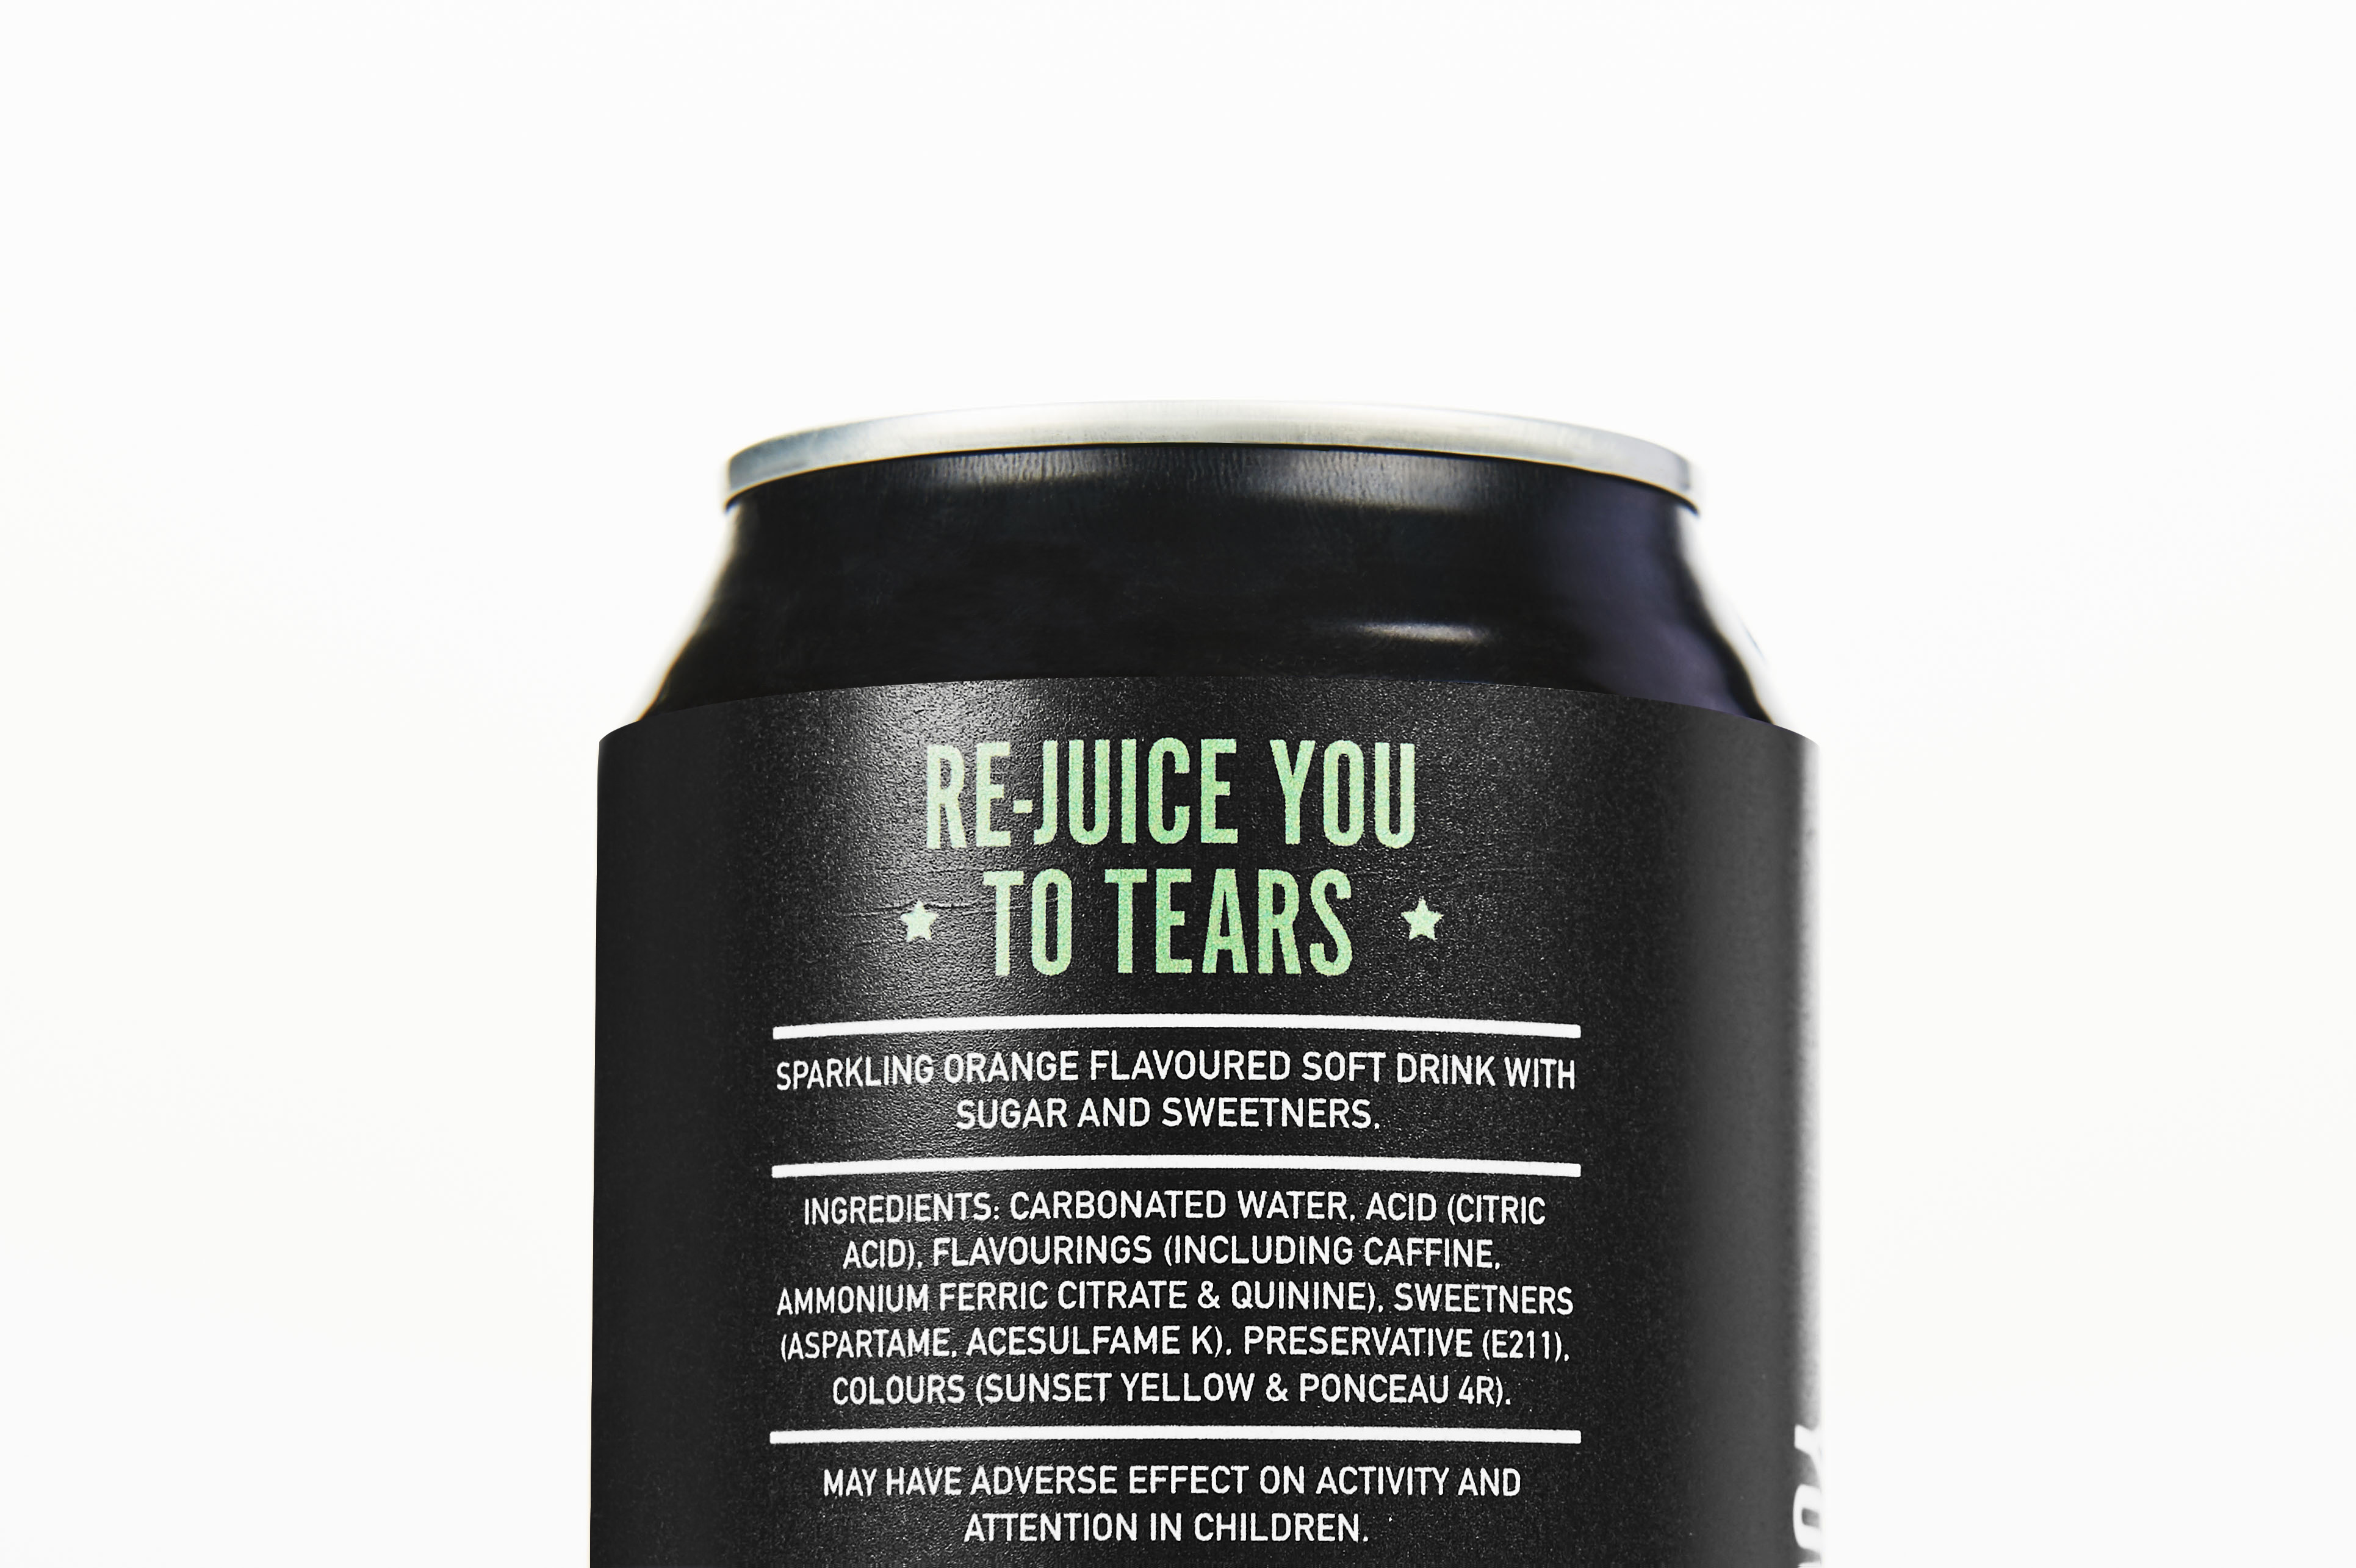 RE-JUICE YOU
TO TEARS
SPARKLING ORANGE FLAVOURED SOFT DRINK WITH
SUGAR AND SWEETNERS.
INGREDIENTS: CARBONATED WATER, ACID (CITRIC
ACID), FLAVOURINGS (INCLUDING CAFFINE,
AMMONIUM FERRIC CITRATE & QUININE), SWEETNERS
(ASPARTAME, ACESULFAME K), PRESERVATIVE (E211),
COLOURS (SUNSET YELLOW & PONCEAU 4R).
MAY HAVE ADVERSE EFFECT ON ACTIVITY AND
ATTENTION IN CHILDREN.